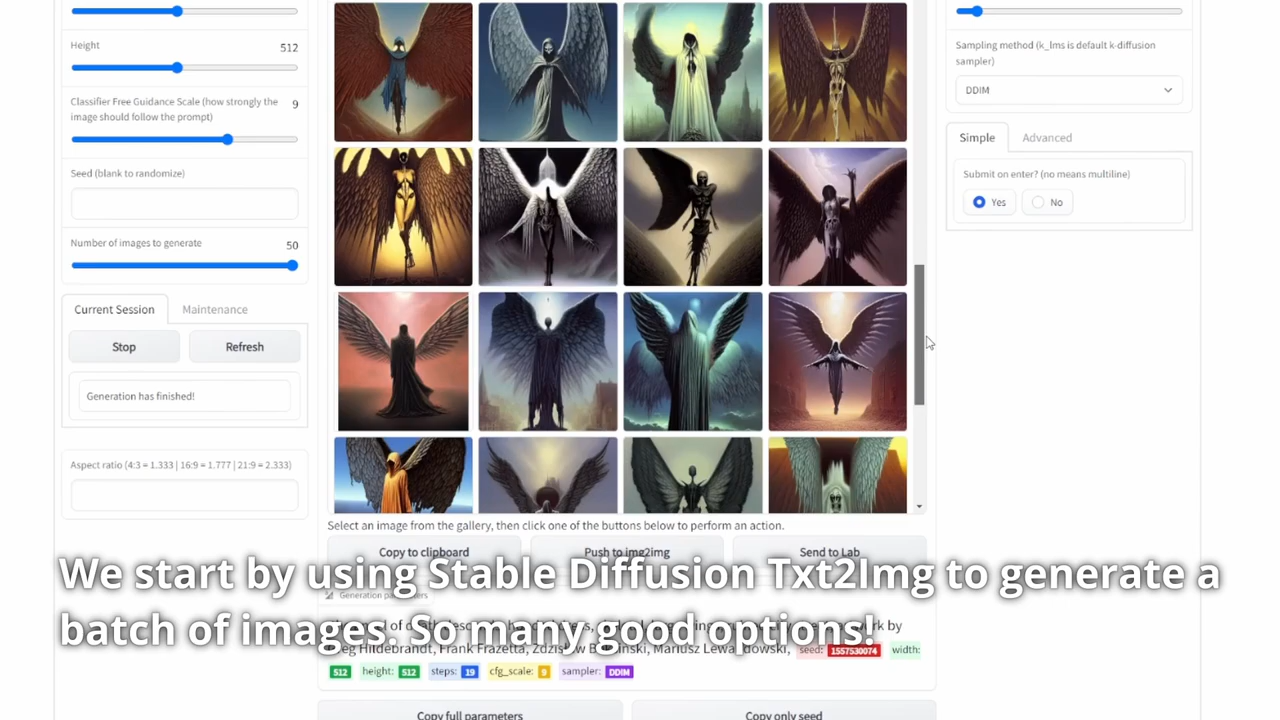 Height
512
Sampling method (k_lms is default k-diffusion
sampler)
DDIM
Classifier Free Guidance Scale (how strongly the
image should follow the prompt)
9
Simple
Advanced
Seed (blank to randomize)
Submit on enter? (no means multiline)
Yes
No
Number of images to generate
50
Current Session
Maintenance
Stop
Refresh
Generation has finished!
Aspect ratio (4:3 = 1.333 | 16:9 = 1.777 | 21:9 = 2.333)
Select an image from the gallery, then click one of the buttons below to perform an action.
Copy to clipboard
Push to img2img
Send to Lab
We start by using Stable Diffusion Txt2Img to generate a
batch of images. So many good options!
Generation parameters
work by
Greg Hildebrandt, Frank Frazetta, Mariusz Lewandowski, seed: 1557530074 width:
512 height: 512 steps: 19 cfg_scale: 9 sampler: DDIM
Copy full parameters
Copy only seed